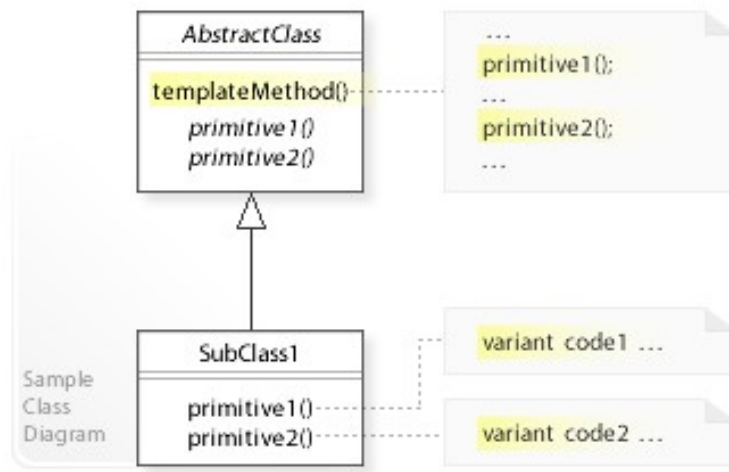 AbstractClass
templateMethod()
primitive1()
primitive2()
...
primitive1();
...
primitive2();
...
SubClass1
primitive1()
primitive2()
variant code1 ...
variant code2 ...
Sample
Class
Diagram